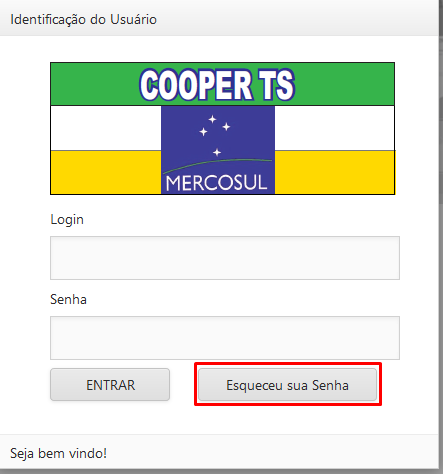 Identificação do Usuário
COOPER TS
MERCOSUL
Login
Senha
ENTRAR
Esqueceu sua Senha
Seja bem vindo!